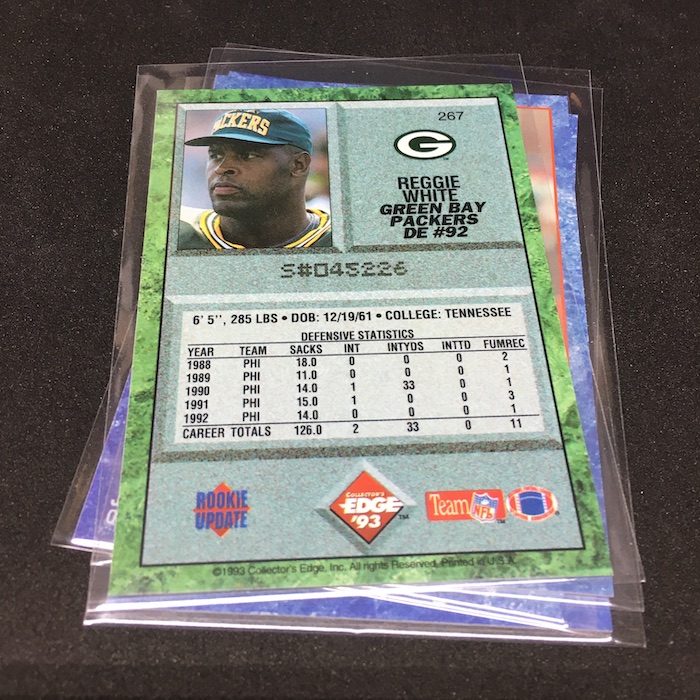 267
PACKERS
G
REGGIE
WHITE
GREEN BAY
PACKERS
DE #92
S#045226
6' 5", 285 LBS • DOB: 12/19/61 • COLLEGE: TENNESSEE
DEFENSIVE STATISTICS
YEAR TEAM SACKS INT INTYDS INTTD FUMREC
1988 PHI 18.0 0 0 0 2
1989 PHI 11.0 0 0 0 1
1990 PHI 14.0 1 33 0 1
1991 PHI 15.0 1 0 0 3
1992 PHI 14.0 0 0 0 1
CAREER TOTALS 126.0 2 33 0 11
ROOKIE
UPDATE
COLLECTOR'S
EDGE
'93 TM
Team NFL TM
©1993 Collector's Edge, Inc. All rights Reserved. Printed in U.S.A.